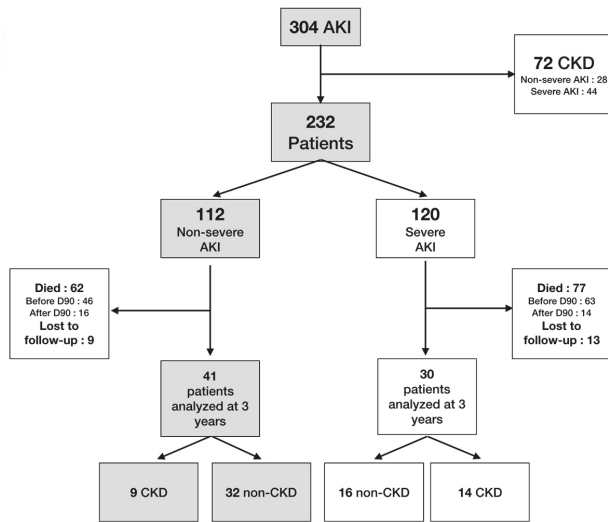 304 AKI
72 CKD
Non-severe AKI : 28
Severe AKI : 44
232
Patients
112
Non-severe
AKI
120
Severe
AKI
Died : 62
Before D90 : 46
After D90 : 16
Lost to
follow-up : 9
Died : 77
Before D90 : 63
After D90 : 14
Lost to
follow-up : 13
41
patients
analyzed at 3
years
30
patients
analyzed at 3
years
9 CKD
32 non-CKD
16 non-CKD
14 CKD